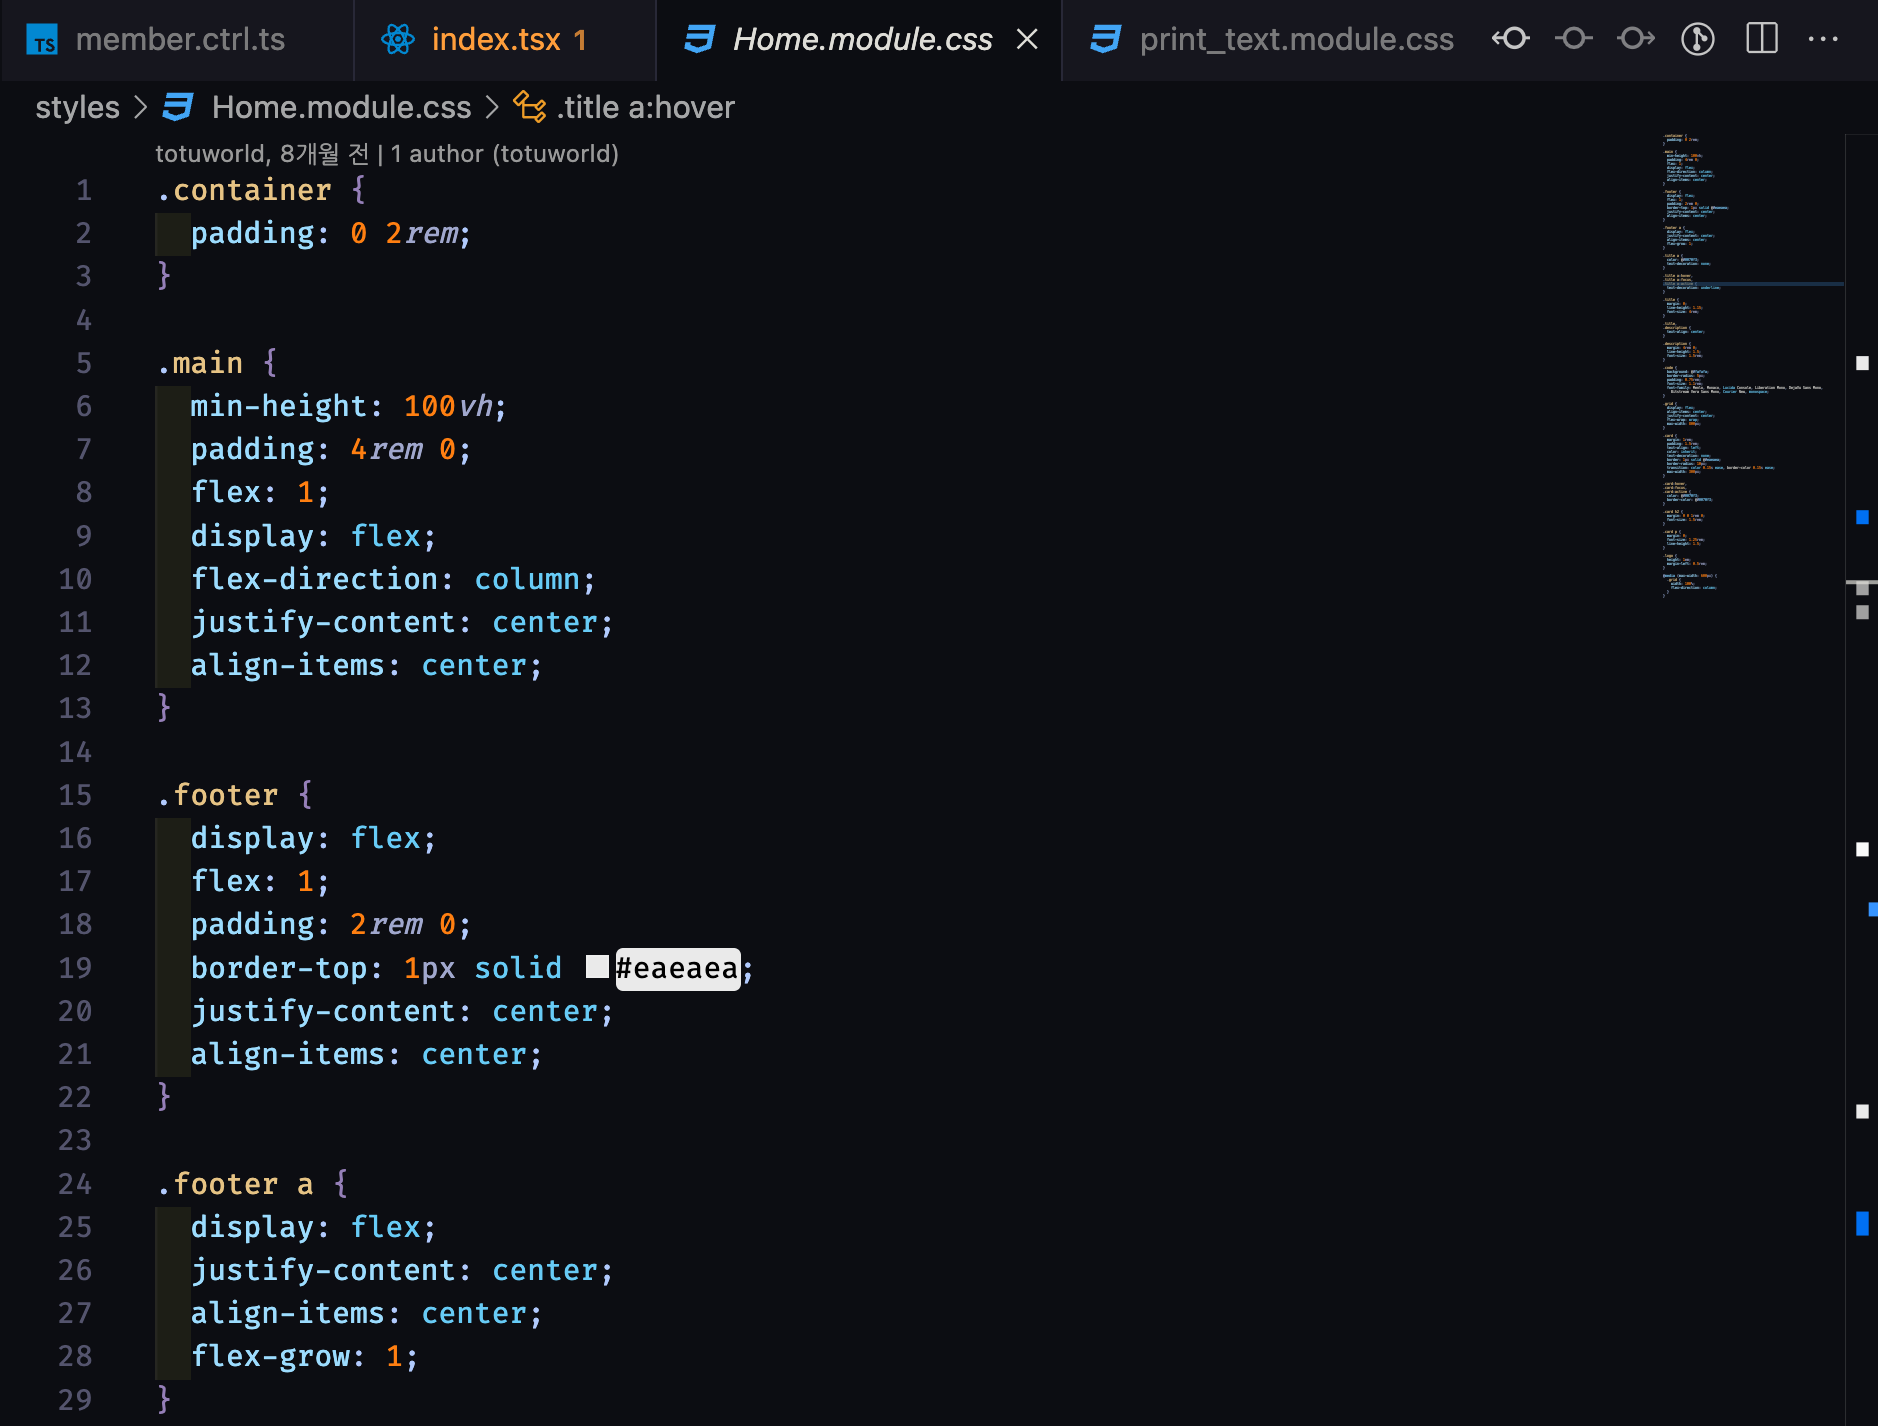 TS member.ctrl.ts index.tsx 1 Home.module.css print_text.module.css
styles > Home.module.css > .title a:hover
totuworld, 8개월 전 | 1 author (totuworld)
1 .container {
2 padding: 0 2rem;
3 }
4
5 .main {
6 min-height: 100vh;
7 padding: 4rem 0;
8 flex: 1;
9 display: flex;
10 flex-direction: column;
11 justify-content: center;
12 align-items: center;
13 }
14
15 .footer {
16 display: flex;
17 flex: 1;
18 padding: 2rem 0;
19 border-top: 1px solid #eaeaea;
20 justify-content: center;
21 align-items: center;
22 }
23
24 .footer a {
25 display: flex;
26 justify-content: center;
27 align-items: center;
28 flex-grow: 1;
29 }